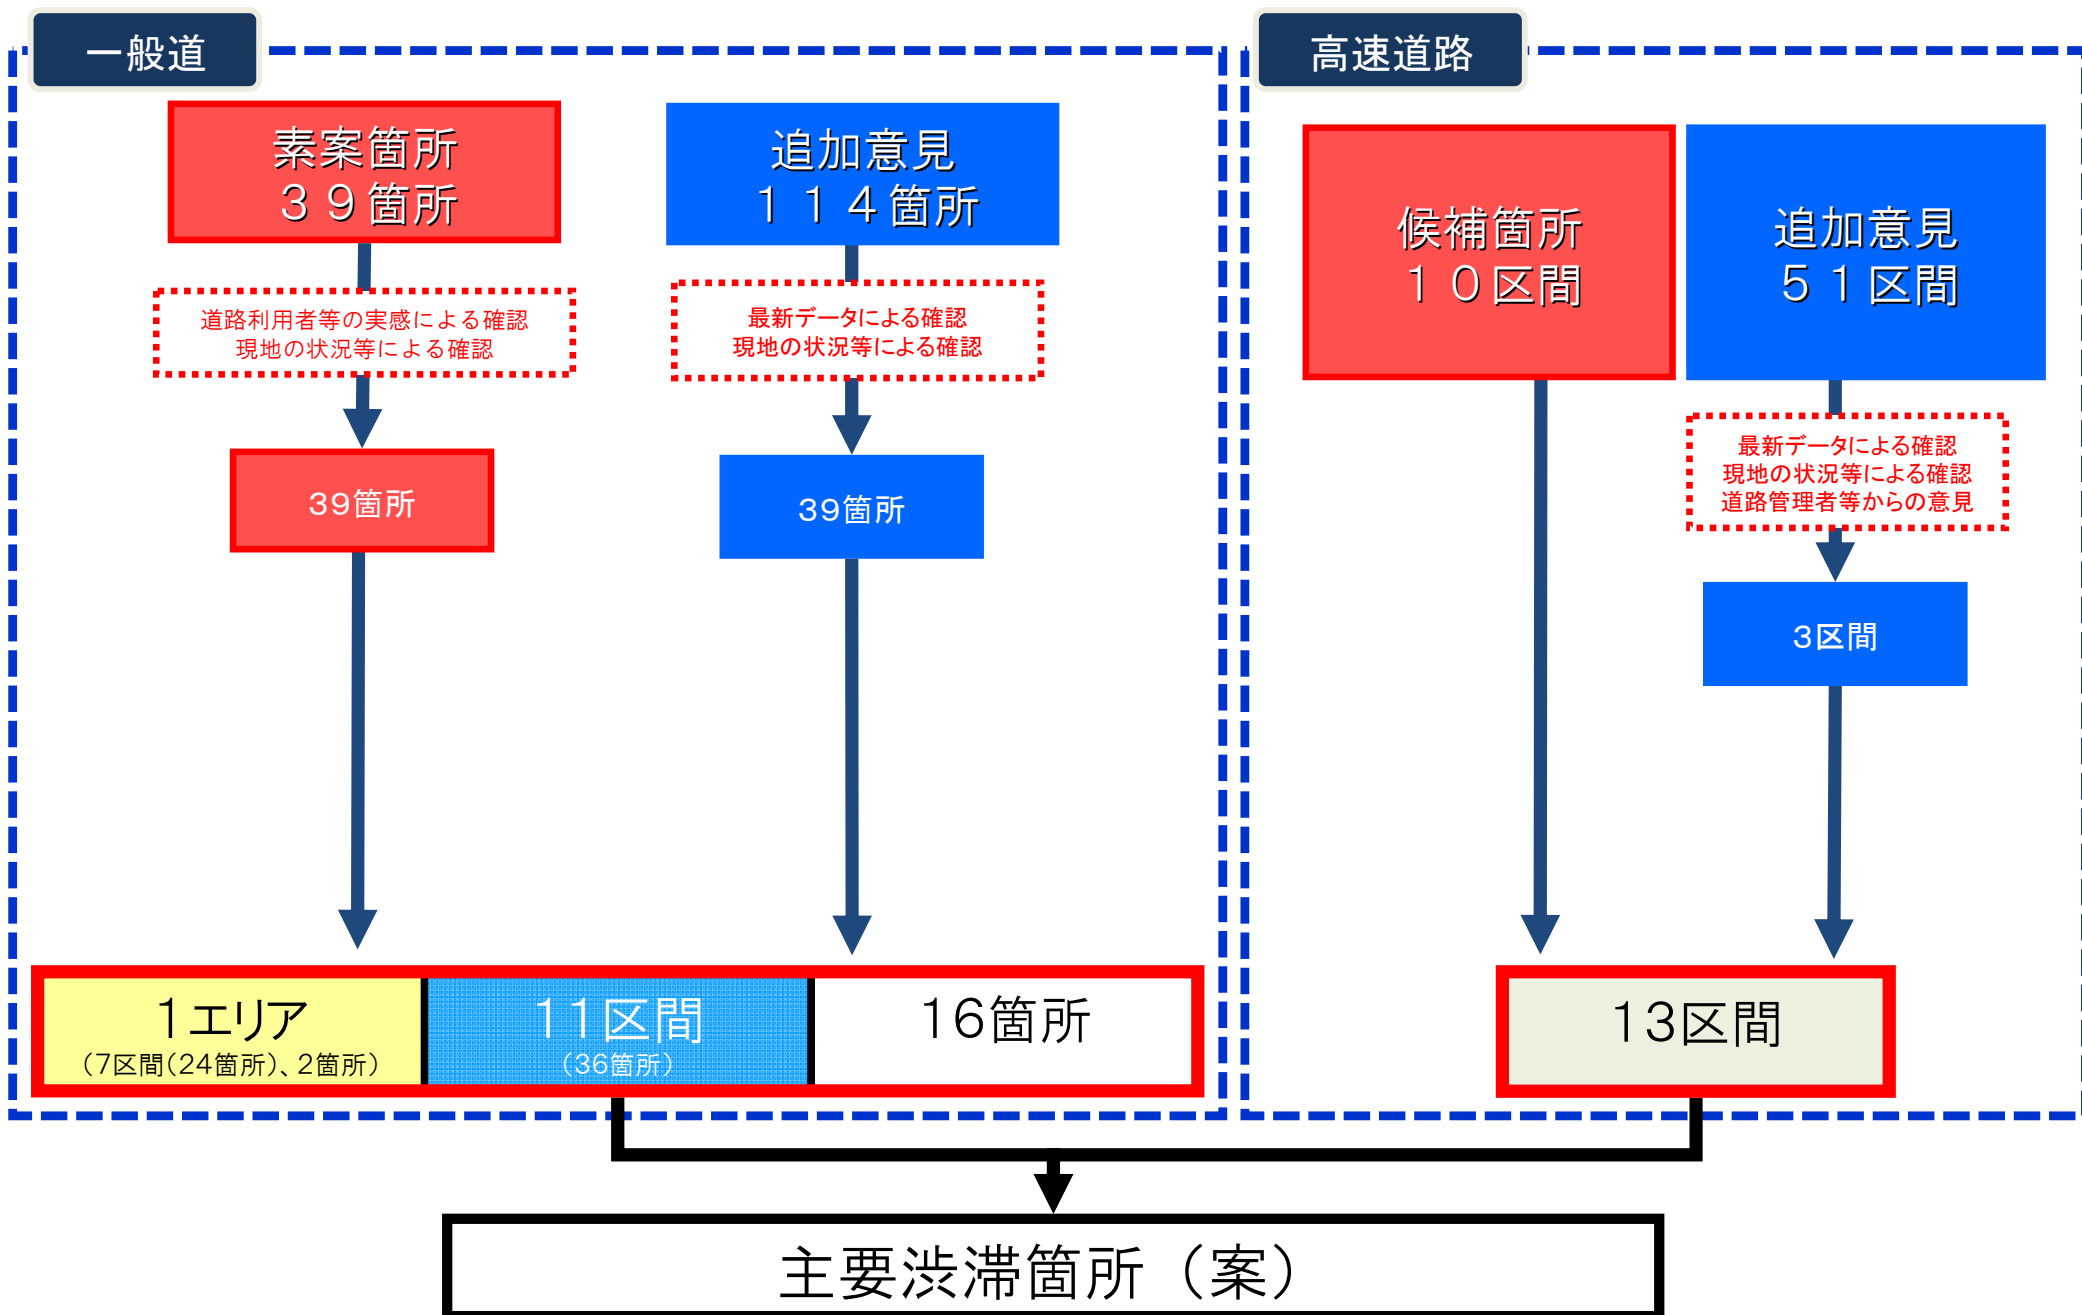 一般道
素案箇所
３９箇所
道路利用者等の実感による確認
現地の状況等による確認
39箇所
追加意見
１１４箇所
最新データによる確認
現地の状況等による確認
39箇所
1エリア
（7区間（24箇所）、2箇所）
11区間
（36箇所）
16箇所
高速道路
候補箇所
１０区間
追加意見
５１区間
最新データによる確認
現地の状況等による確認
道路管理者等からの意見
3区間
13区間
主要渋滞箇所（案）